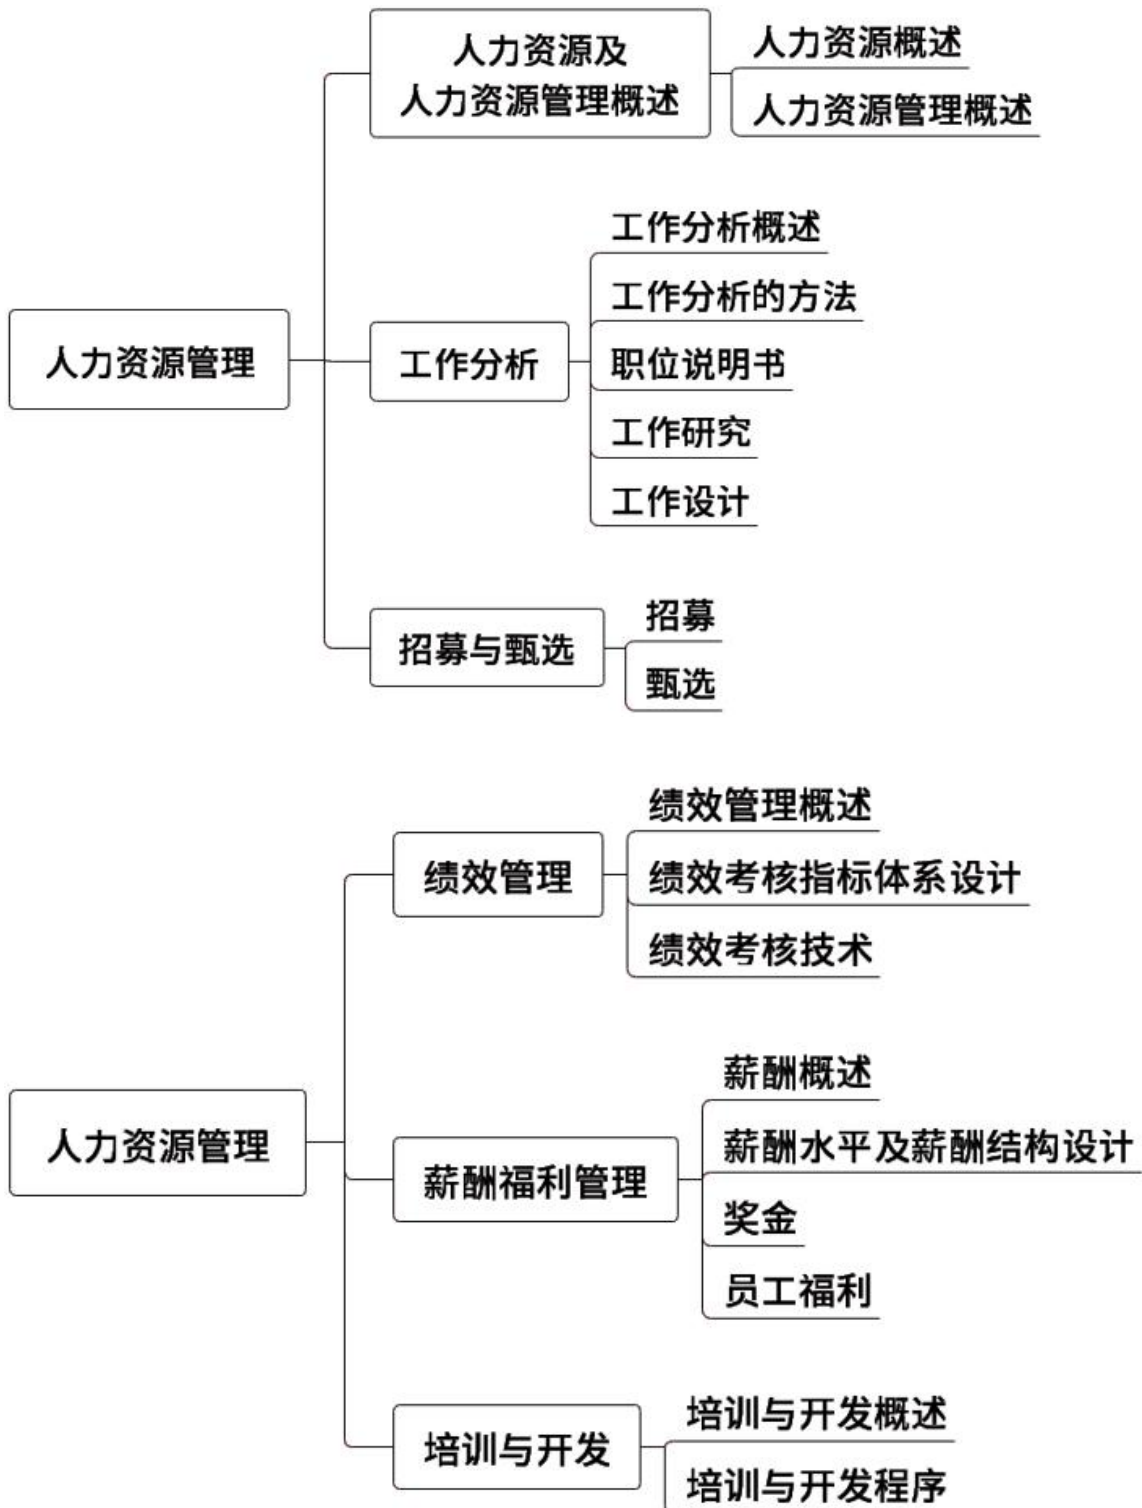 人力资源管理
人力资源及
人力资源管理概述
人力资源概述
人力资源管理概述
工作分析
工作分析概述
工作分析的方法
职位说明书
工作研究
工作设计
招募与甄选
招募
甄选
人力资源管理
绩效管理
绩效管理概述
绩效考核指标体系设计
绩效考核技术
薪酬福利管理
薪酬概述
薪酬水平及薪酬结构设计
奖金
员工福利
培训与开发
培训与开发概述
培训与开发程序